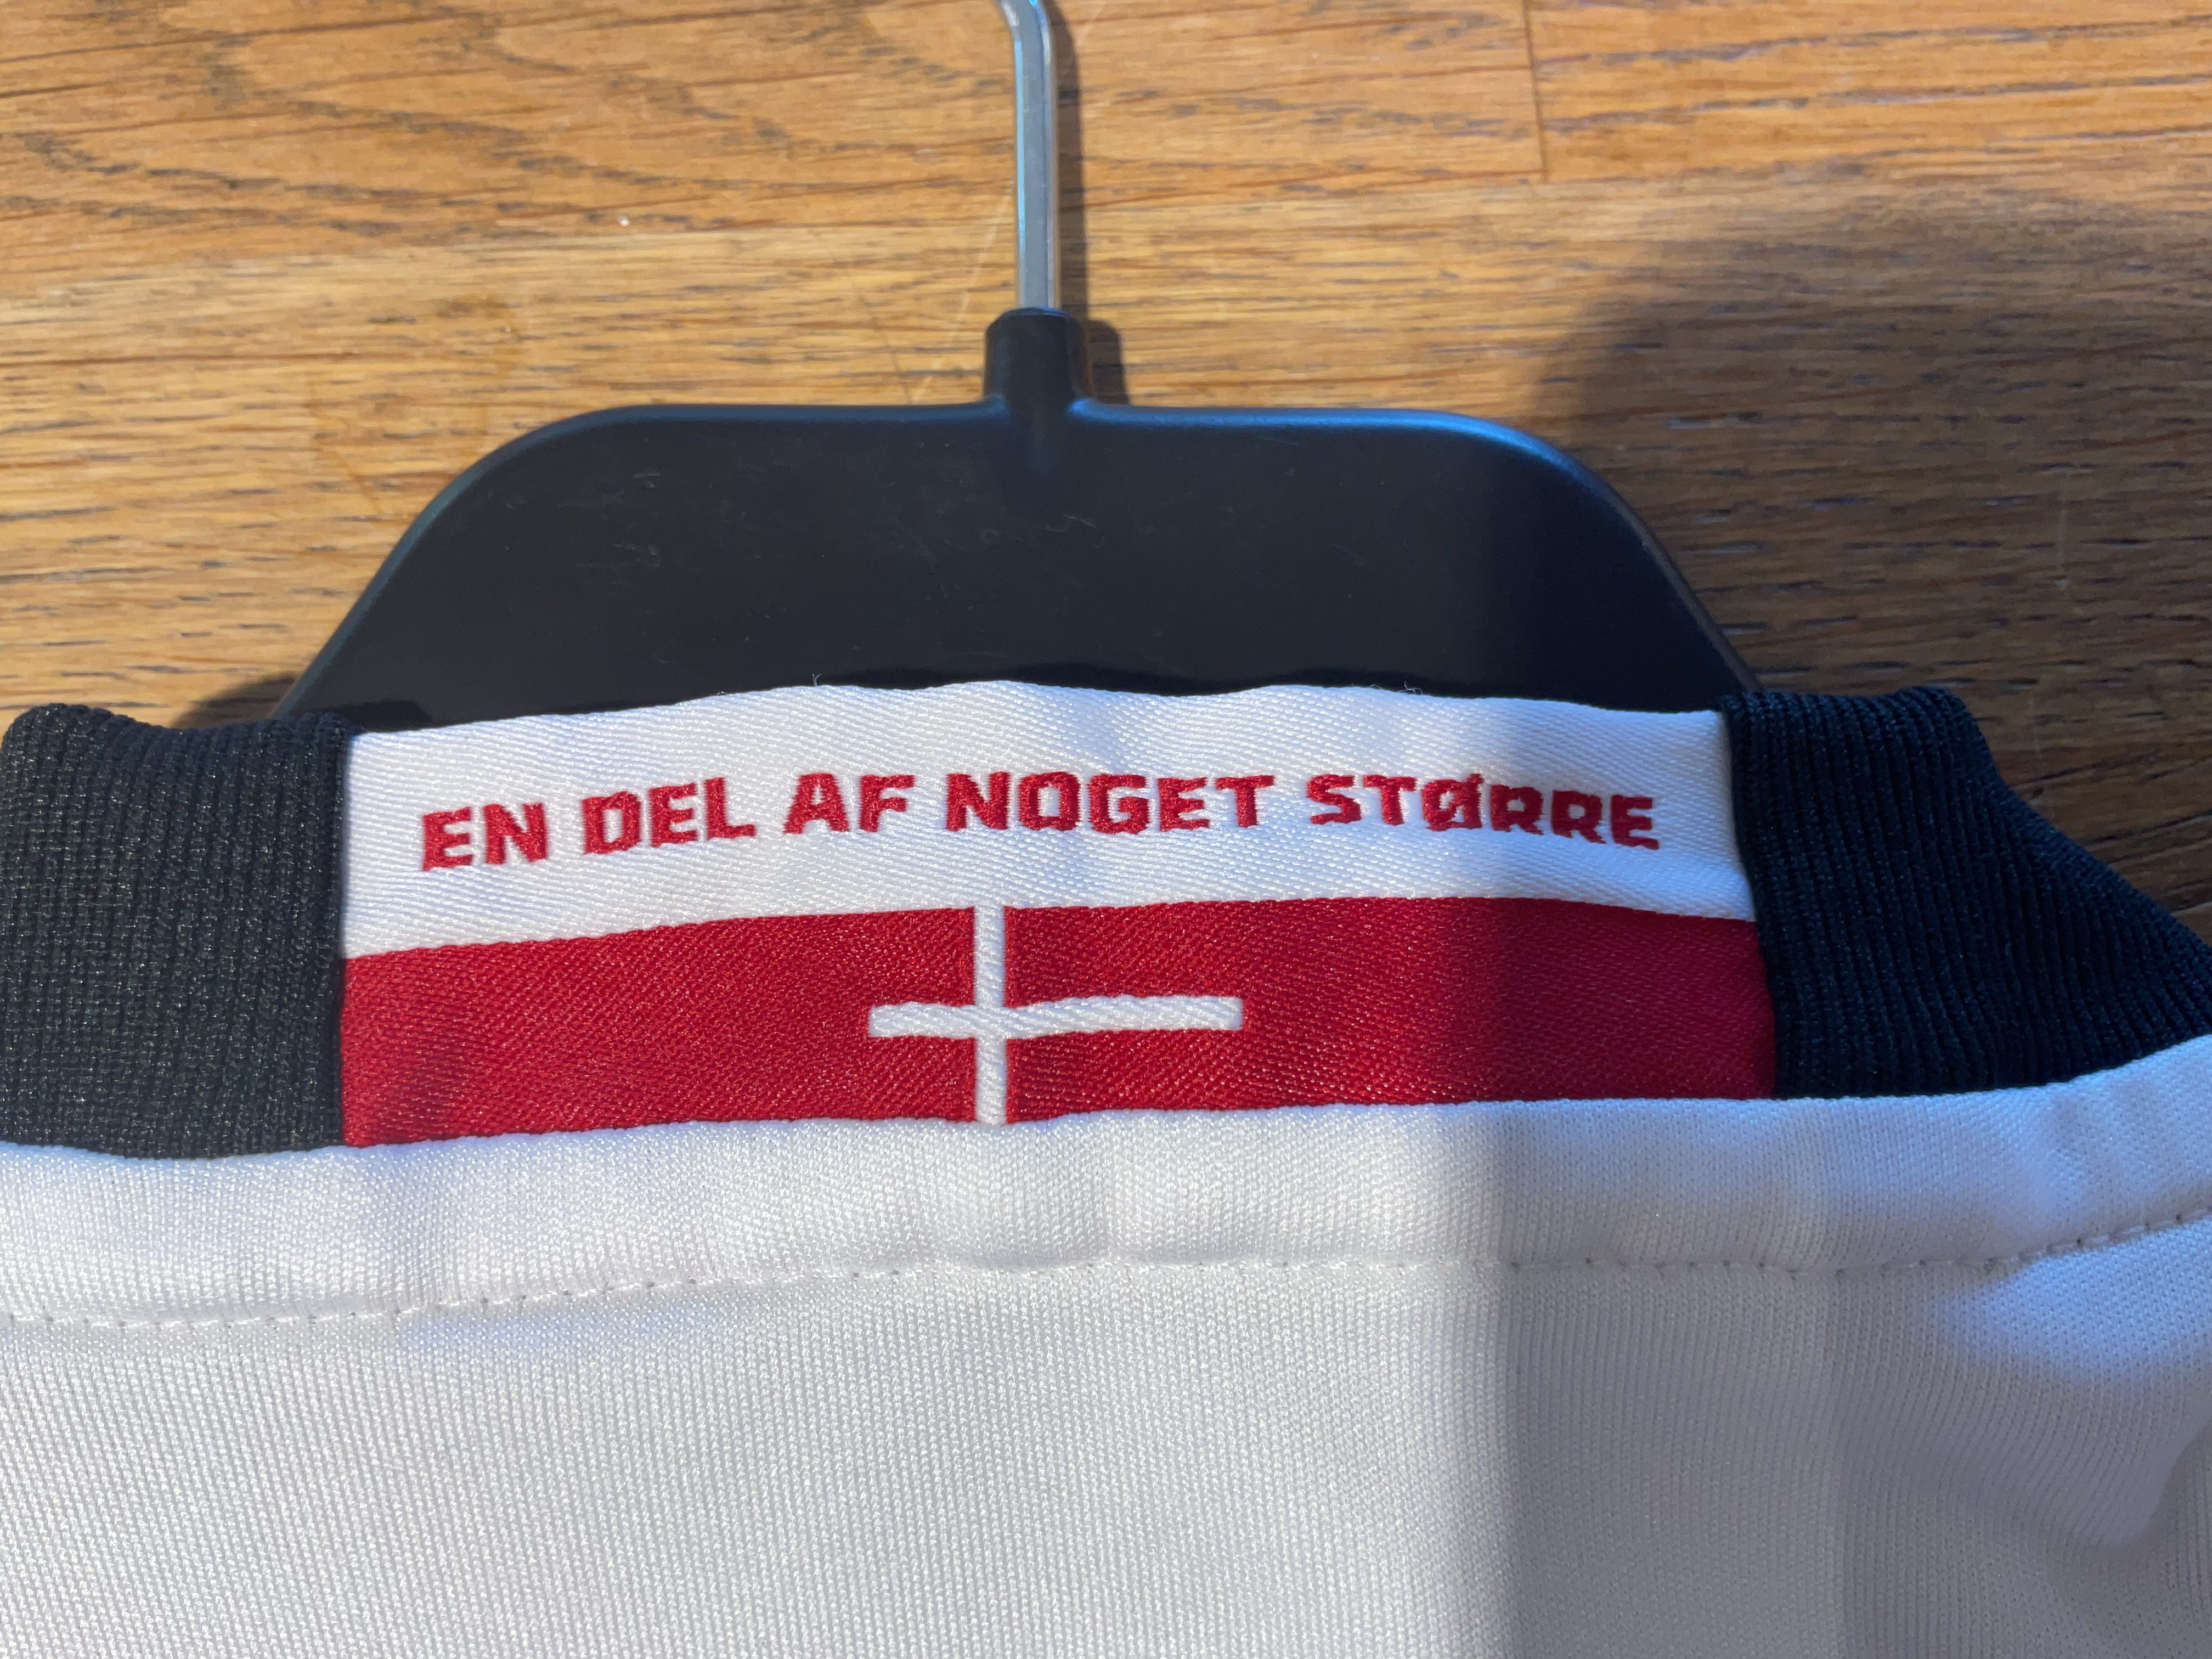 EN DEL AF NOGET STØRRE